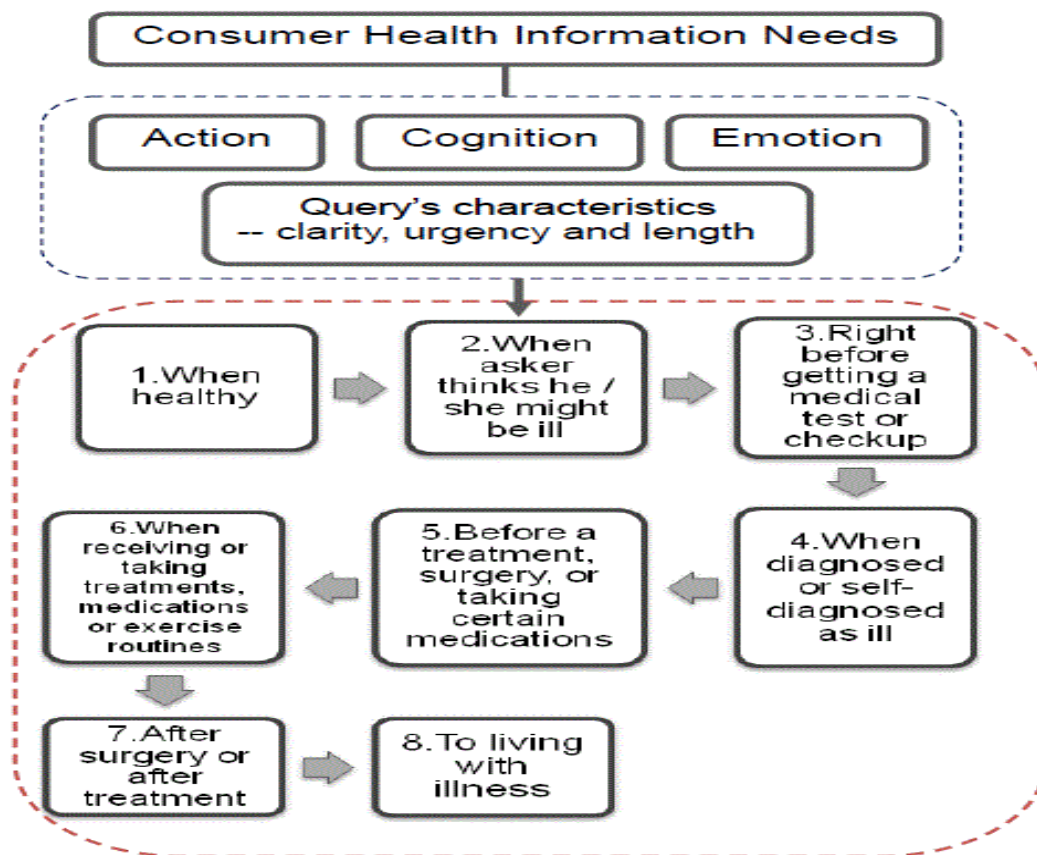 Consumer Health Information Needs
Action
Cognition
Emotion
Query's characteristics
-- clarity, urgency and length
1.When
healthy
2.When
asker
thinks he /
she might
be ill
3.Right
before
getting a
medical
test or
checkup
4.When
diagnosed
or self-
diagnosed
as ill
5.Before a
treatment,
surgery, or
taking
certain
medications
6.When
receiving or
taking
treatments,
medications
or exercise
routines
7.After
surgery or
after
treatment
8.To living
with
illness